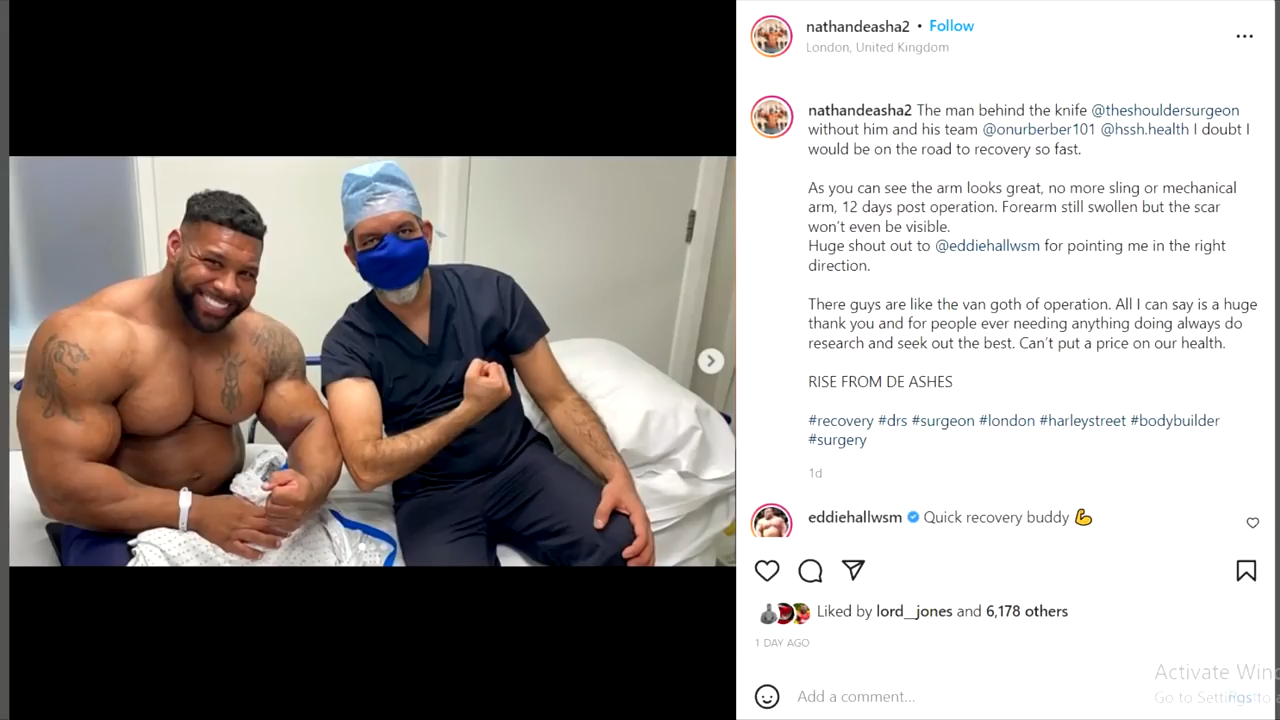 nathandeasha2 • Follow
London, United Kingdom
nathandeasha2 The man behind the knife @theshouldersurgeon
without him and his team @onurberber101 @hssh.health I doubt I
would be on the road to recovery so fast.
As you can see the arm looks great, no more sling or mechanical
arm, 12 days post operation. Forearm still swollen but the scar
won't even be visible.
Huge shout out to @eddiehallwsm for pointing me in the right
direction.
There guys are like the van goth of operation. All I can say is a huge
thank you and for people ever needing anything doing always do
research and seek out the best. Can't put a price on our health.
RISE FROM DE ASHES
#recovery #drs #surgeon #london #harleystreet #bodybuilder
#surgery
1d
eddiehallwsm Quick recovery buddy 💪
Liked by lord__jones and 6,178 others
1 DAY AGO
Add a comment...
Activate Wind
Go to Settings to a